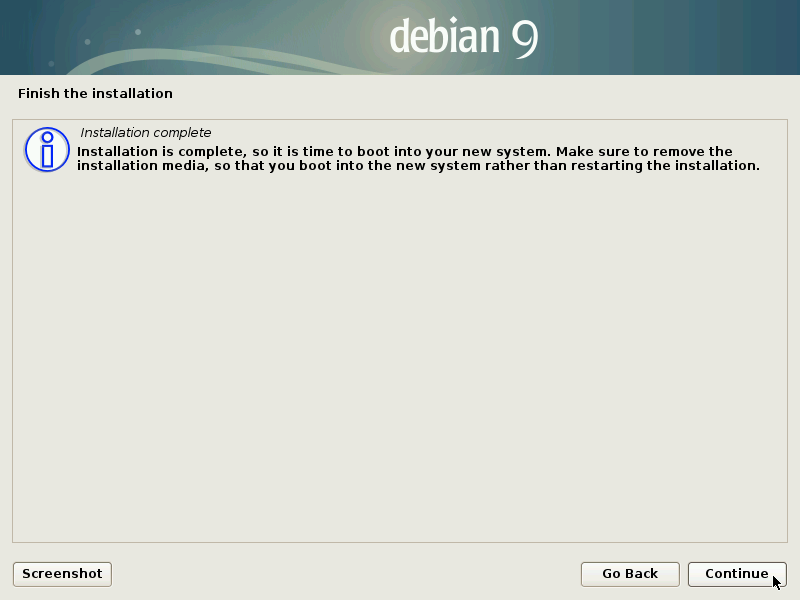 debian 9
Finish the installation
Installation complete
Installation is complete, so it is time to boot into your new system. Make sure to remove the
installation media, so that you boot into the new system rather than restarting the installation.
Screenshot
Go Back
Continue